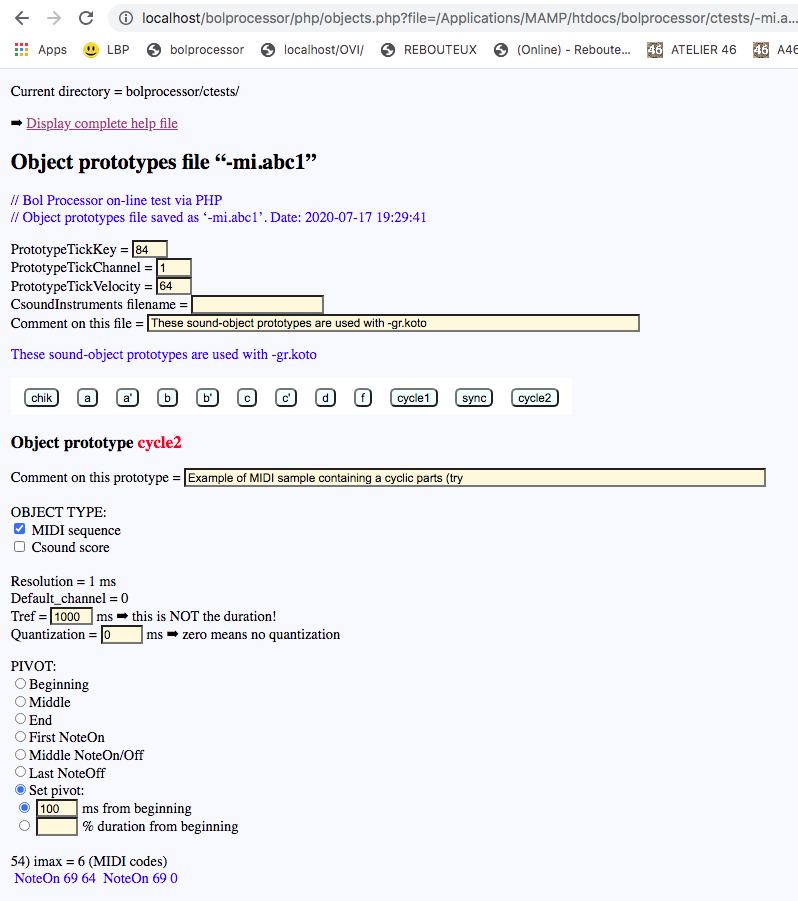 localhost/bolprocessor/php/objects.php?file=/Applications/MAMP/htdocs/bolprocessor/ctests/-mi.a...
Apps LBP bolprocessor localhost/OVI/ REBOUTEUX (Online) - Reboute... 46 ATELIER 46 46 A46
Current directory = bolprocessor/ctests/
➡ Display complete help file
Object prototypes file “-mi.abc1”
// Bol Processor on-line test via PHP
// Object prototypes file saved as ‘-mi.abc1’. Date: 2020-07-17 19:29:41
PrototypeTickKey = 84
PrototypeTickChannel = 1
PrototypeTickVelocity = 64
CsoundInstruments filename =
Comment on this file = These sound-object prototypes are used with -gr.koto
These sound-object prototypes are used with -gr.koto
chik a a' b b' c c' d f cycle1 sync cycle2
Object prototype cycle2
Comment on this prototype = Example of MIDI sample containing a cyclic parts (try
OBJECT TYPE:
MIDI sequence
Csound score
Resolution = 1 ms
Default_channel = 0
Tref = 1000 ms ➡ this is NOT the duration!
Quantization = 0 ms ➡ zero means no quantization
PIVOT:
Beginning
Middle
End
First NoteOn
Middle NoteOn/Off
Last NoteOff
Set pivot:
100 ms from beginning
% duration from beginning
54) imax = 6 (MIDI codes)
NoteOn 69 64 NoteOn 69 0